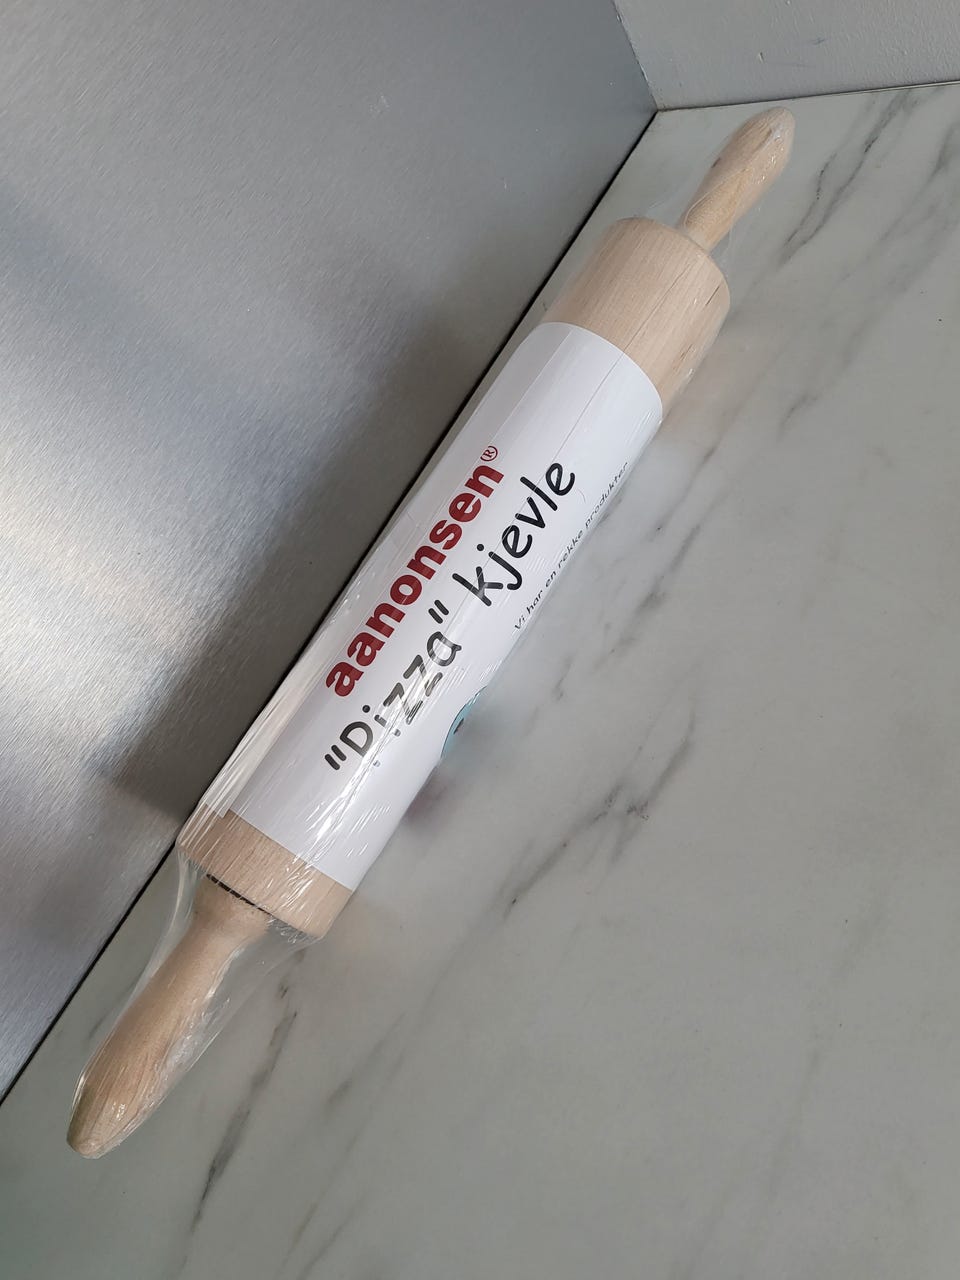 aanonsen®
"Pizza" kjevle
Vi har en rekke produkter